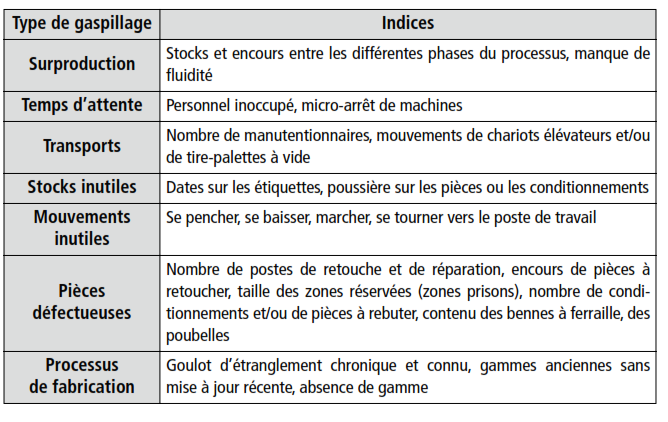 Type de gaspillage Indices
Surproduction
Stocks et encours entre les différentes phases du processus, manque de
fluidité
Temps d'attente Personnel inoccupé, micro-arrêt de machines
Transports
Nombre de manutentionnaires, mouvements de chariots élévateurs et/ou
de tire-palettes à vide
Stocks inutiles Dates sur les étiquettes, poussière sur les pièces ou les conditionnements
Mouvements
inutiles
Se pencher, se baisser, marcher, se tourner vers le poste de travail
Pièces
défectueuses
Nombre de postes de retouche et de réparation, encours de pièces à
retoucher, taille des zones réservées (zones prisons), nombre de condi-
tionnements et/ou de pièces à rebuter, contenu des bennes à ferraille, des
poubelles
Processus
de fabrication
Goulot d'étranglement chronique et connu, gammes anciennes sans
mise à jour récente, absence de gamme